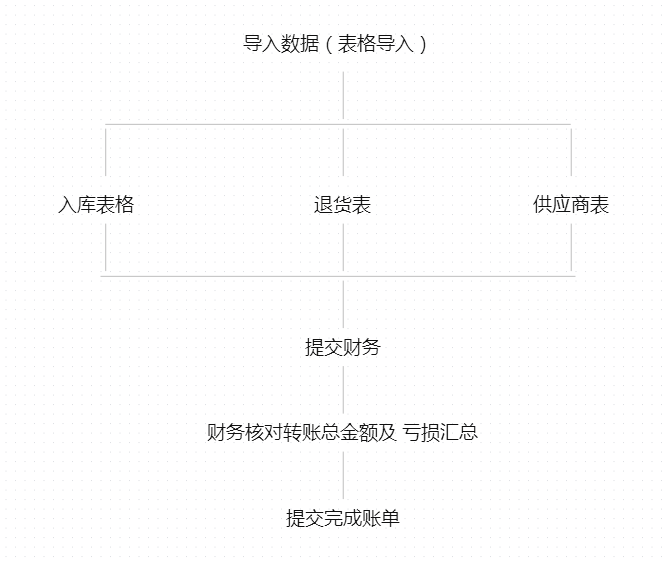 导入数据（表格导入）
入库表格
退货表
供应商表
提交财务
财务核对转账总金额及 亏损汇总
提交完成账单